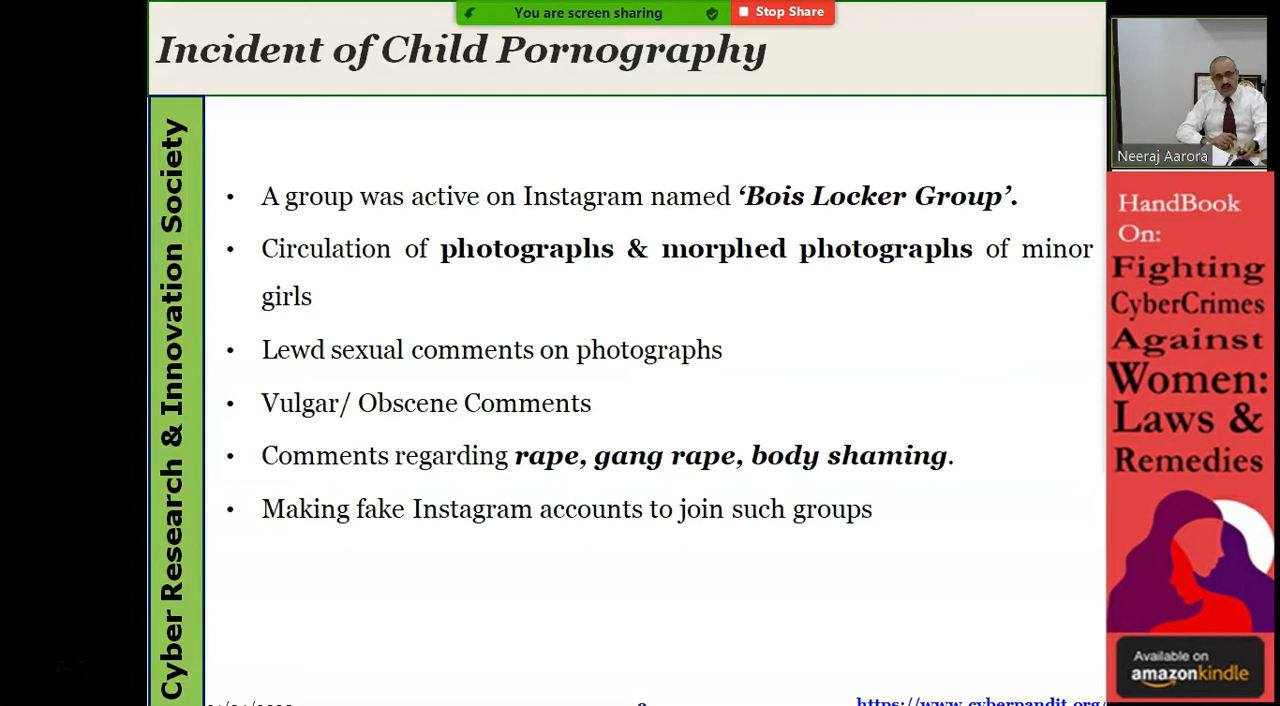 You are screen sharing
Stop Share
Incident of Child Pornography
Neeraj Aarora
Cyber Research & Innovation Society
• A group was active on Instagram named ‘Bois Locker Group’.
• Circulation of photographs & morphed photographs of minor
girls
• Lewd sexual comments on photographs
• Vulgar/ Obscene Comments
• Comments regarding rape, gang rape, body shaming.
• Making fake Instagram accounts to join such groups
HandBook
On:
Fighting
CyberCrimes
Against
Women:
Laws &
Remedies
Available on
amazonkindle
https://www.cyberpandit.org/